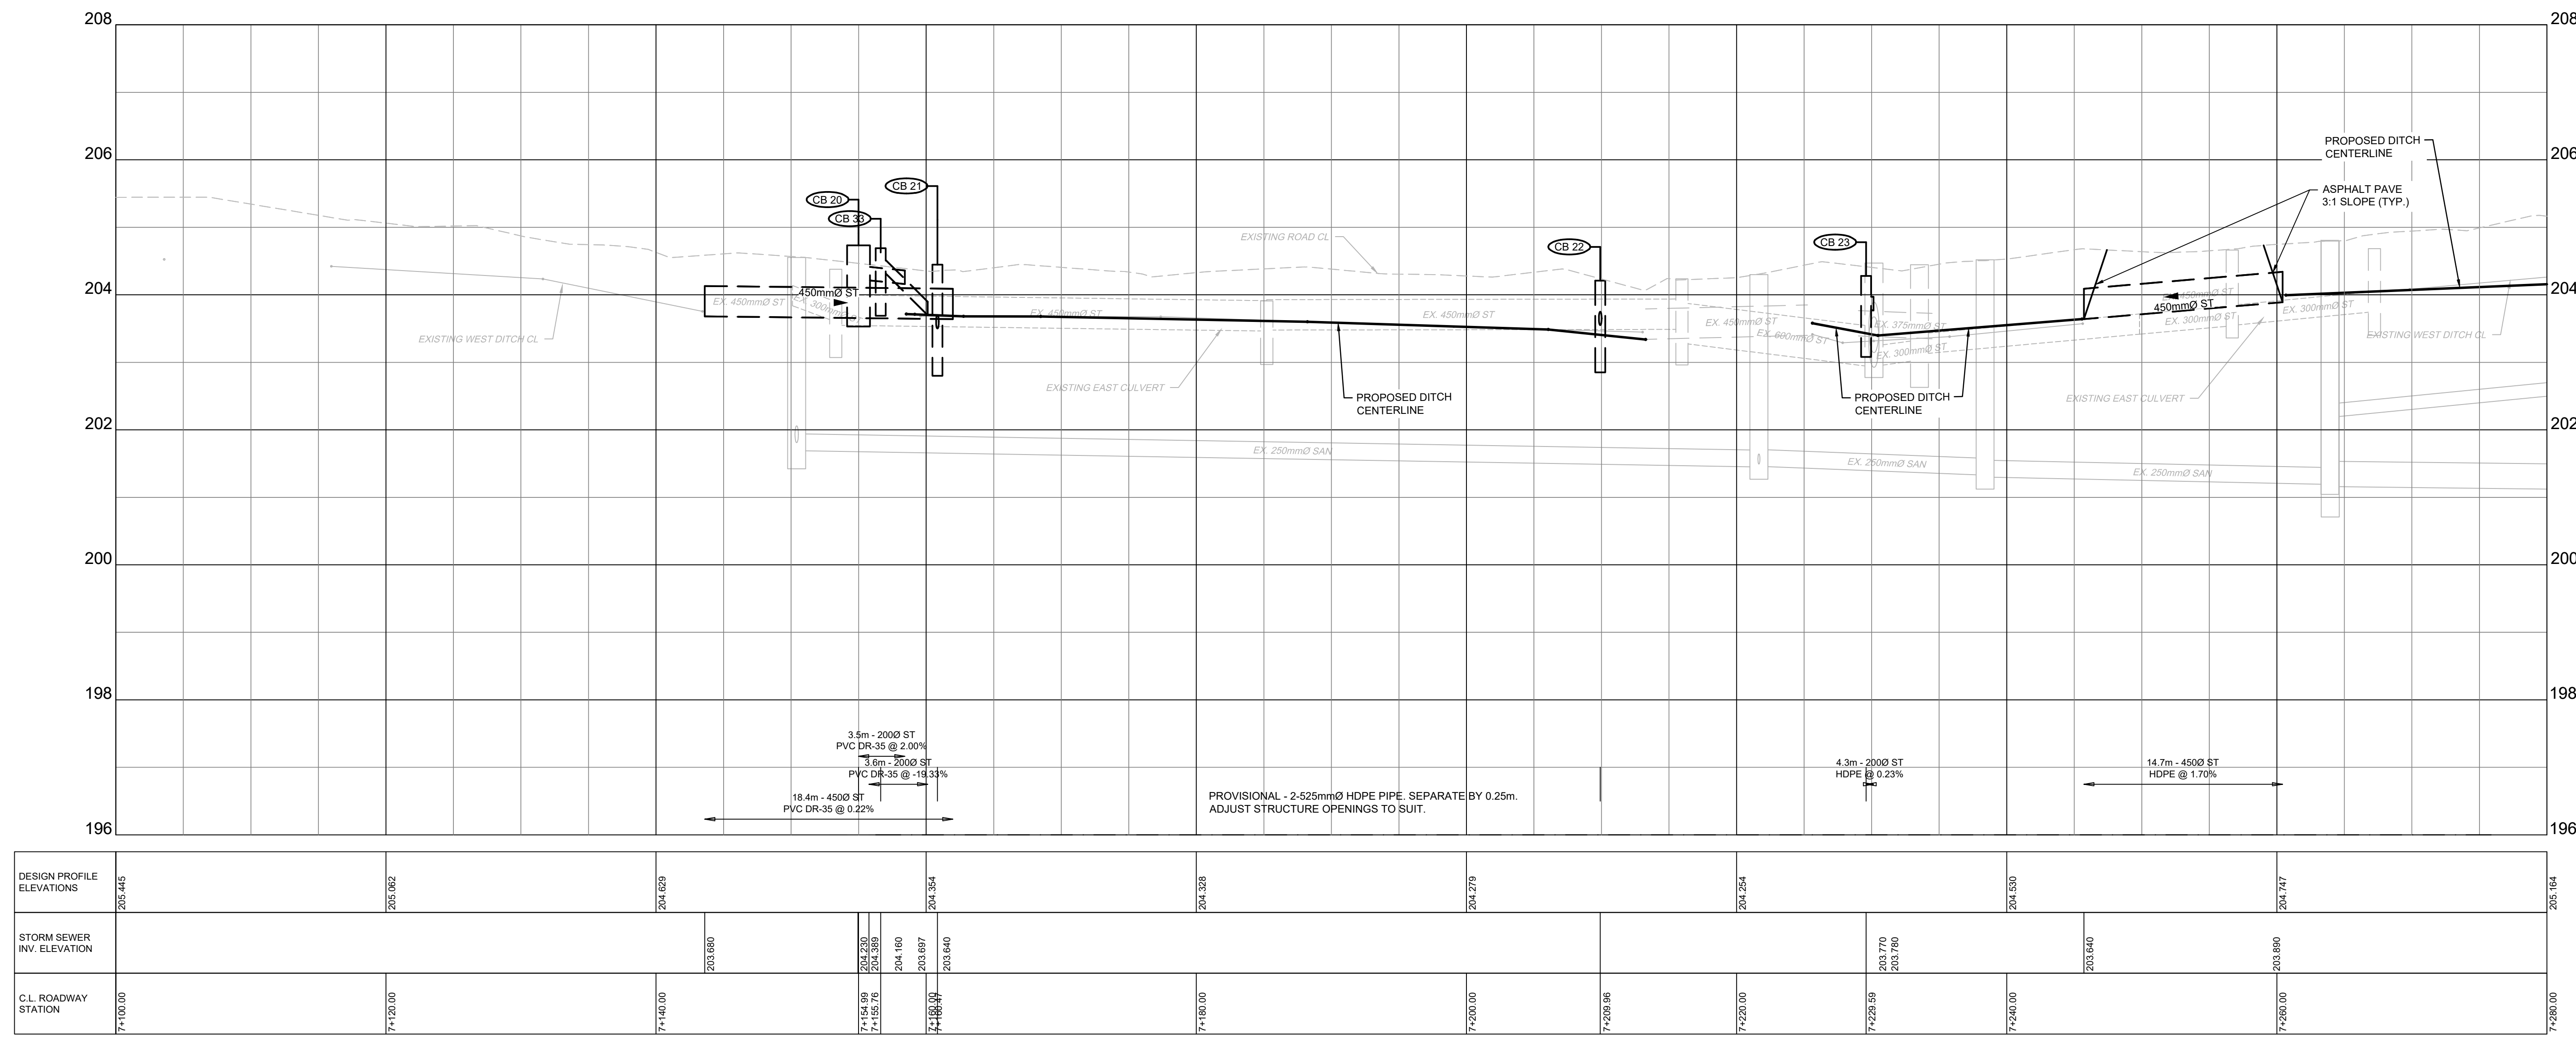 208
208
PROPOSED DITCH
CENTERLINE
206
206
CB 21
ASPHALT PAVE
3:1 SLOPE (TYP.)
CB 20
CB 33
EXISTING ROAD CL
CB 22
CB 23
204
204
450mmØ ST
EX. 450mmØ ST
EX. 300mmØ ST
EX. 450mmØ ST
EX. 450mmØ ST
EX. 450mmØ ST
EX. 600mmØ ST
EX. 375mmØ ST
EX. 300mmØ ST
450mmØ ST
450mmØ ST
EX. 300mmØ ST
EX. 300mmØ ST
EXISTING WEST DITCH CL
EXISTING WEST DITCH CL
EXISTING EAST CULVERT
PROPOSED DITCH
CENTERLINE
PROPOSED DITCH
CENTERLINE
EXISTING EAST CULVERT
202
202
EX. 250mmØ SAN
EX. 250mmØ SAN
EX. 250mmØ SAN
200
200
198
198
3.5m - 200Ø ST
PVC DR-35 @ 2.00%
3.6m - 200Ø ST
PVC DR-35 @ -19.33%
18.4m - 450Ø ST
PVC DR-35 @ 0.22%
PROVISIONAL - 2-525mmØ HDPE PIPE. SEPARATE BY 0.25m.
ADJUST STRUCTURE OPENINGS TO SUIT.
4.3m - 200Ø ST
HDPE @ 0.23%
14.7m - 450Ø ST
HDPE @ 1.70%
196
196
DESIGN PROFILE
ELEVATIONS
205.445
205.062
204.629
204.354
204.328
204.279
204.254
204.530
204.747
205.164
STORM SEWER
INV. ELEVATION
203.680
204.230
204.389
204.160
203.697
203.640
203.770
203.780
203.640
203.890
C.L. ROADWAY
STATION
7+100.00
7+120.00
7+140.00
7+154.99
7+155.76
7+160.00
7+180.00
7+200.00
7+209.96
7+220.00
7+229.59
7+240.00
7+260.00
7+280.00